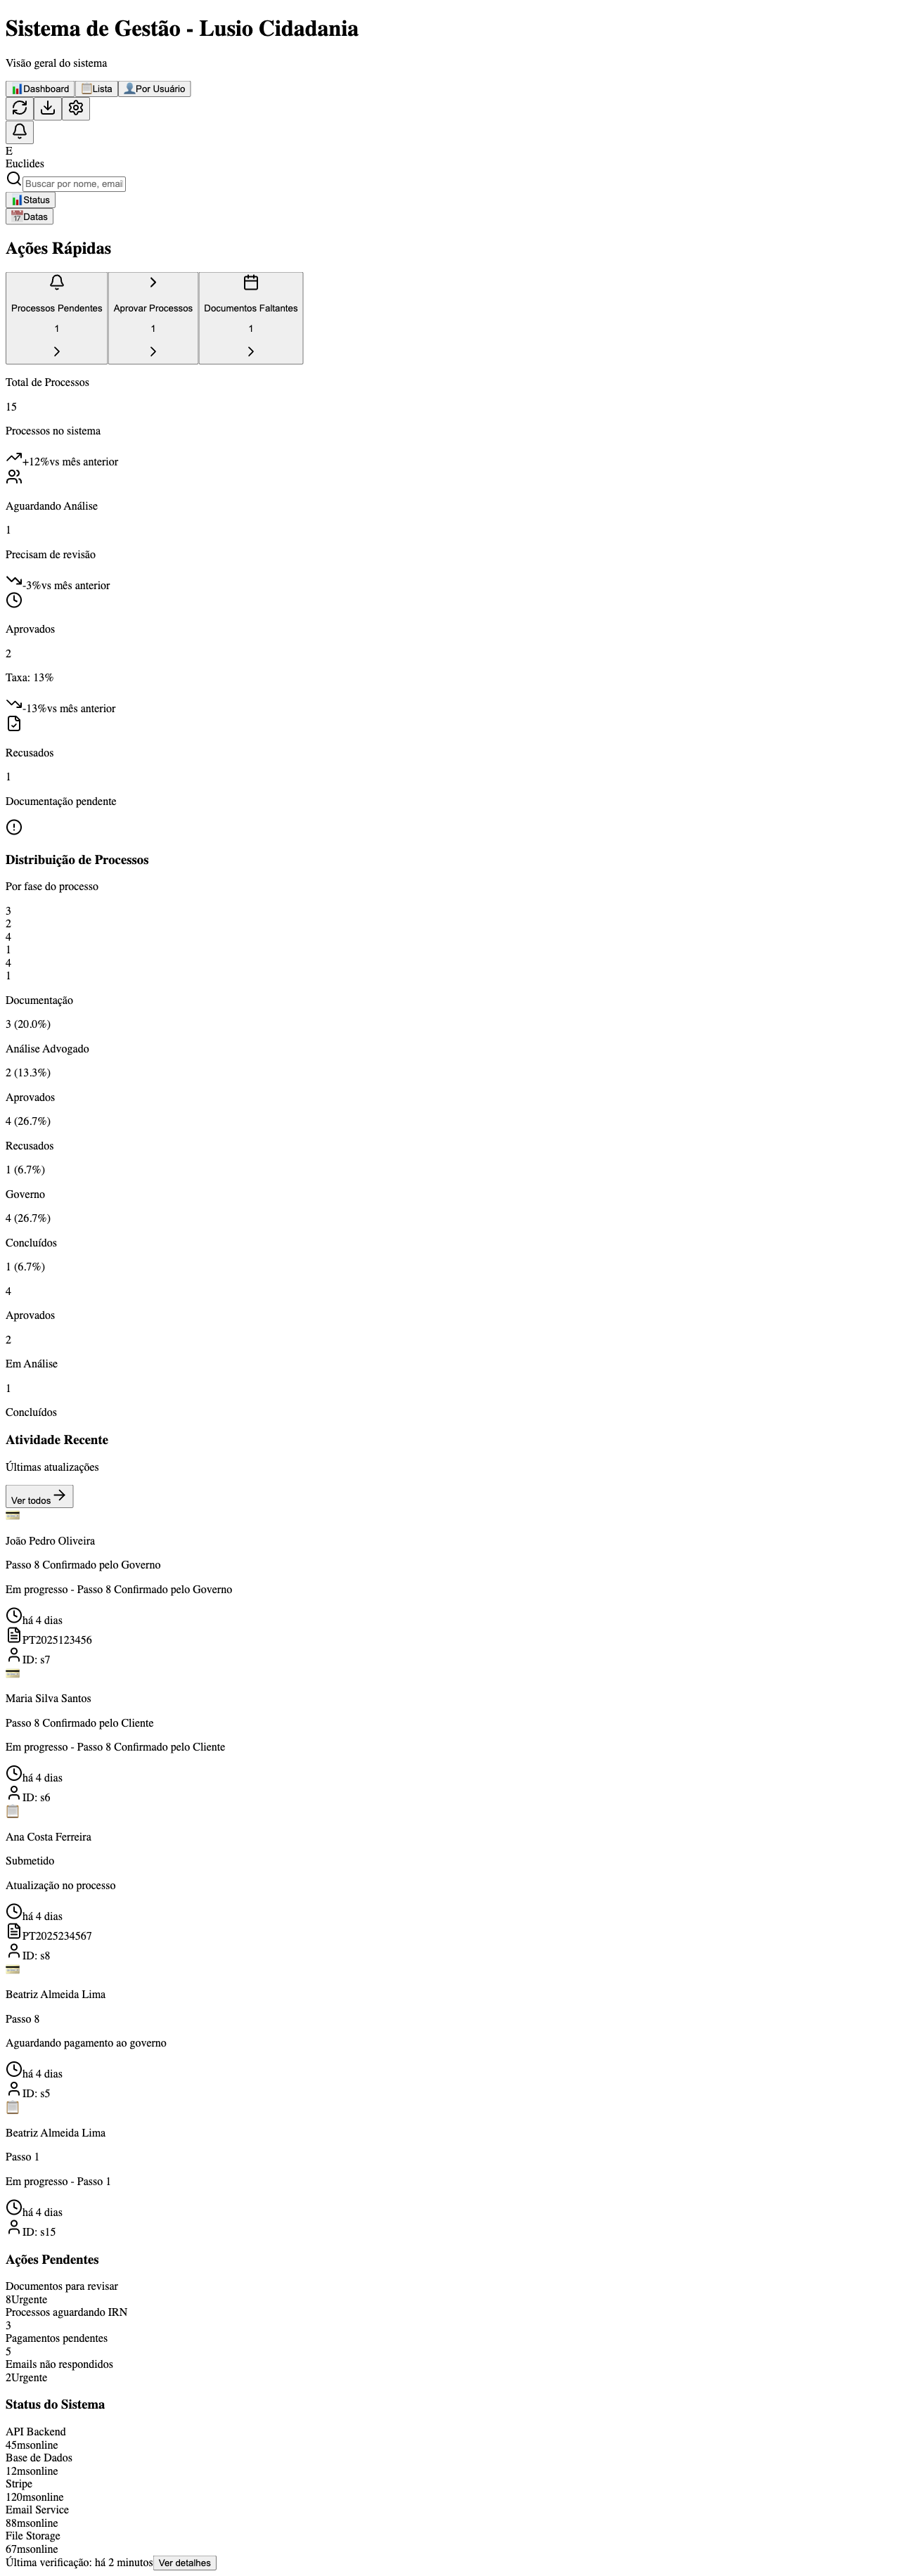 Sistema de Gestão - Lusio Cidadania
Visão geral do sistema
Dashboard Lista Por Usuário
E
Euclides
Buscar por nome, emai
Status
Datas
Ações Rápidas
Processos Pendentes Aprovar Processos Documentos Faltantes
1 1 1
Total de Processos
15
Processos no sistema
+12%vs mês anterior
Aguardando Análise
1
Precisam de revisão
-3%vs mês anterior
Aprovados
2
Taxa: 13%
-13%vs mês anterior
Recusados
1
Documentação pendente
Distribuição de Processos
Por fase do processo
3
2
4
1
4
1
Documentação
3 (20.0%)
Análise Advogado
2 (13.3%)
Aprovados
4 (26.7%)
Recusados
1 (6.7%)
Governo
4 (26.7%)
Concluídos
1 (6.7%)
4
Aprovados
2
Em Análise
1
Concluídos
Atividade Recente
Últimas atualizações
Ver todos
João Pedro Oliveira
Passo 8 Confirmado pelo Governo
Em progresso - Passo 8 Confirmado pelo Governo
há 4 dias
PT2025123456
ID: s7
Maria Silva Santos
Passo 8 Confirmado pelo Cliente
Em progresso - Passo 8 Confirmado pelo Cliente
há 4 dias
ID: s6
Ana Costa Ferreira
Submetido
Atualização no processo
há 4 dias
PT2025234567
ID: s8
Beatriz Almeida Lima
Passo 8
Aguardando pagamento ao governo
há 4 dias
ID: s5
Beatriz Almeida Lima
Passo 1
Em progresso - Passo 1
há 4 dias
ID: s15
Ações Pendentes
Documentos para revisar
8Urgente
Processos aguardando IRN
3
Pagamentos pendentes
5
Emails não respondidos
2Urgente
Status do Sistema
API Backend
45msonline
Base de Dados
12msonline
Stripe
120msonline
Email Service
88msonline
File Storage
67msonline
Última verificação: há 2 minutos Ver detalhes